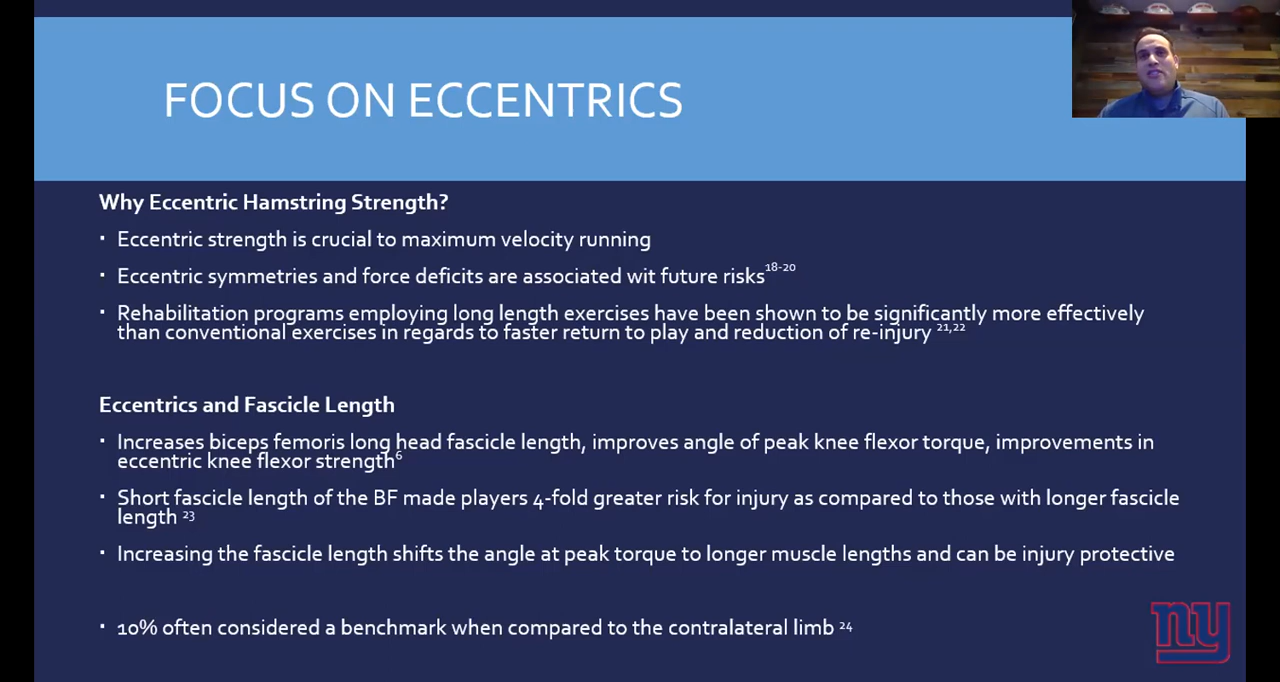 FOCUS ON ECCENTRICS
Why Eccentric Hamstring Strength?
▪ Eccentric strength is crucial to maximum velocity running
▪ Eccentric symmetries and force deficits are associated wit future risks18-20
▪ Rehabilitation programs employing long length exercises have been shown to be significantly more effectively
than conventional exercises in regards to faster return to play and reduction of re-injury 21,22
Eccentrics and Fascicle Length
▪ Increases biceps femoris long head fascicle length, improves angle of peak knee flexor torque, improvements in
eccentric knee flexor strength6
▪ Short fascicle length of the BF made players 4-fold greater risk for injury as compared to those with longer fascicle
length 23
▪ Increasing the fascicle length shifts the angle at peak torque to longer muscle lengths and can be injury protective
▪ 10% often considered a benchmark when compared to the contralateral limb 24
ny